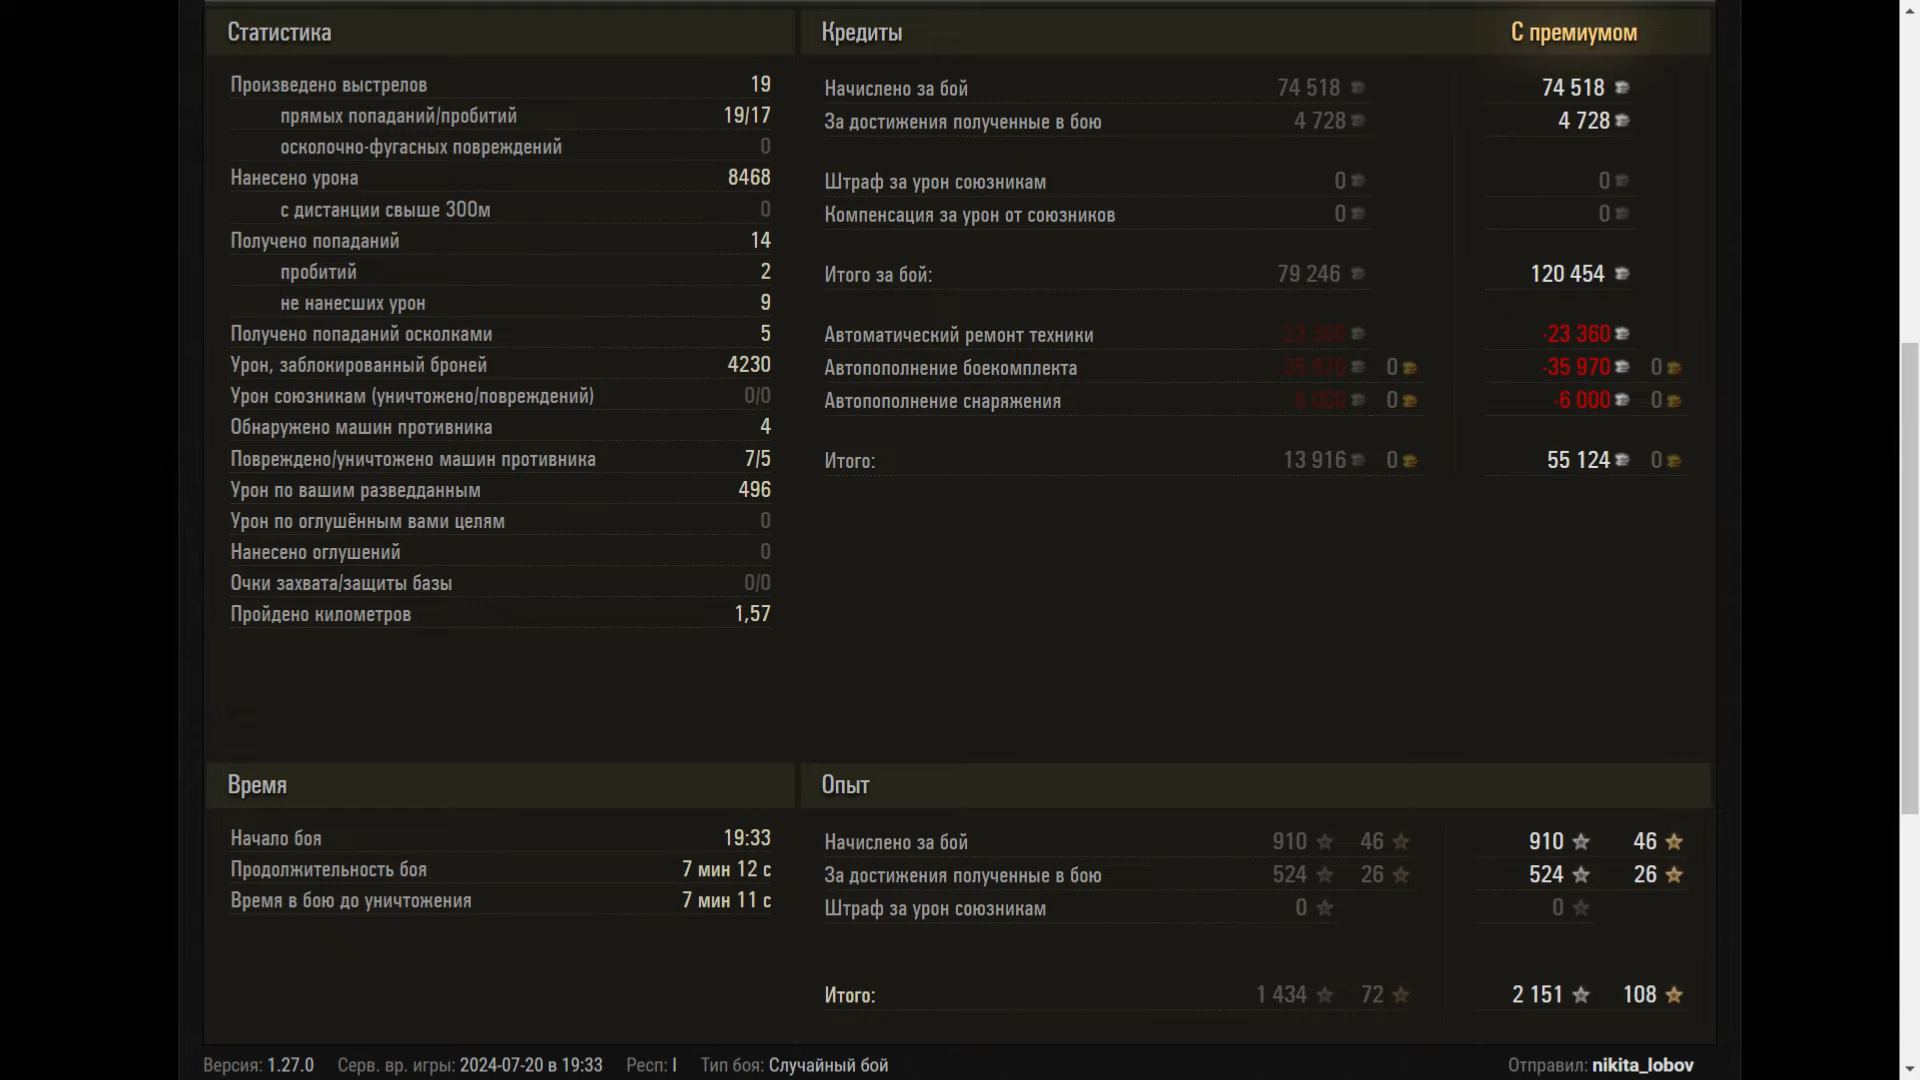 Статистика
Произведено выстрелов 19
прямых попаданий/пробитий 19/17
осколочно-фугасных повреждений 0
Нанесено урона 8468
с дистанции свыше 300м 0
Получено попаданий 14
пробитий 2
не нанесших урон 9
Получено попаданий осколками 5
Урон, заблокированный броней 4230
Урон союзникам (уничтожено/повреждений) 0/0
Обнаружено машин противника 4
Повреждено/уничтожено машин противника 7/5
Урон по вашим разведданным 496
Урон по оглушённым вами целям 0
Нанесено оглушений 0
Очки захвата/защиты базы 0/0
Пройдено километров 1,57
Кредиты С премиумом
Начислено за бой 74 518 74 518
За достижения полученные в бою 4 728 4 728
Штраф за урон союзникам 0 0
Компенсация за урон от союзников 0 0
Итого за бой: 79 246 120 454
Автоматический ремонт техники -23 360 -23 360
Автопополнение боекомплекта -35 970 0 -35 970 0
Автопополнение снаряжения -6 000 0 -6 000 0
Итого: 13 916 0 55 124 0
Время
Начало боя 19:33
Продолжительность боя 7 мин 12 с
Время в бою до уничтожения 7 мин 11 с
Опыт
Начислено за бой 910 46 910 46
За достижения полученные в бою 524 26 524 26
Штраф за урон союзникам 0 0
Итого: 1 434 72 2 151 108
Версия: 1.27.0 Серв. вр. игры: 2024-07-20 в 19:33 Респ: I Тип боя: Случайный бой Отправил: nikita_lobov